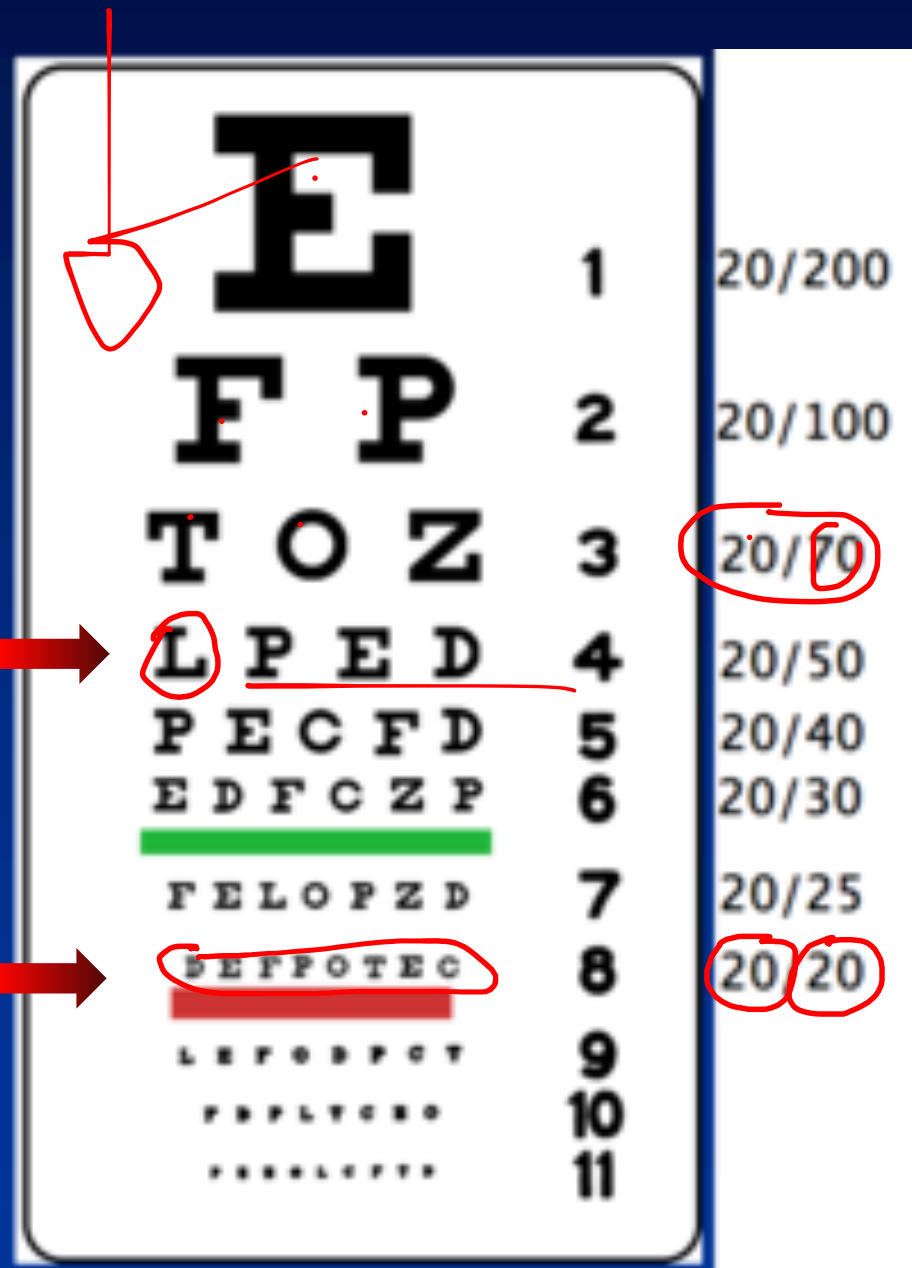 E 1 20/200
F P 2 20/100
T O Z 3 20/70
L P E D 4 20/50
P E C F D 5 20/40
E D F C Z P 6 20/30
F E L O P Z D 7 20/25
D E F P O T E C 8 20/20
L E F O D P C T 9
10
11